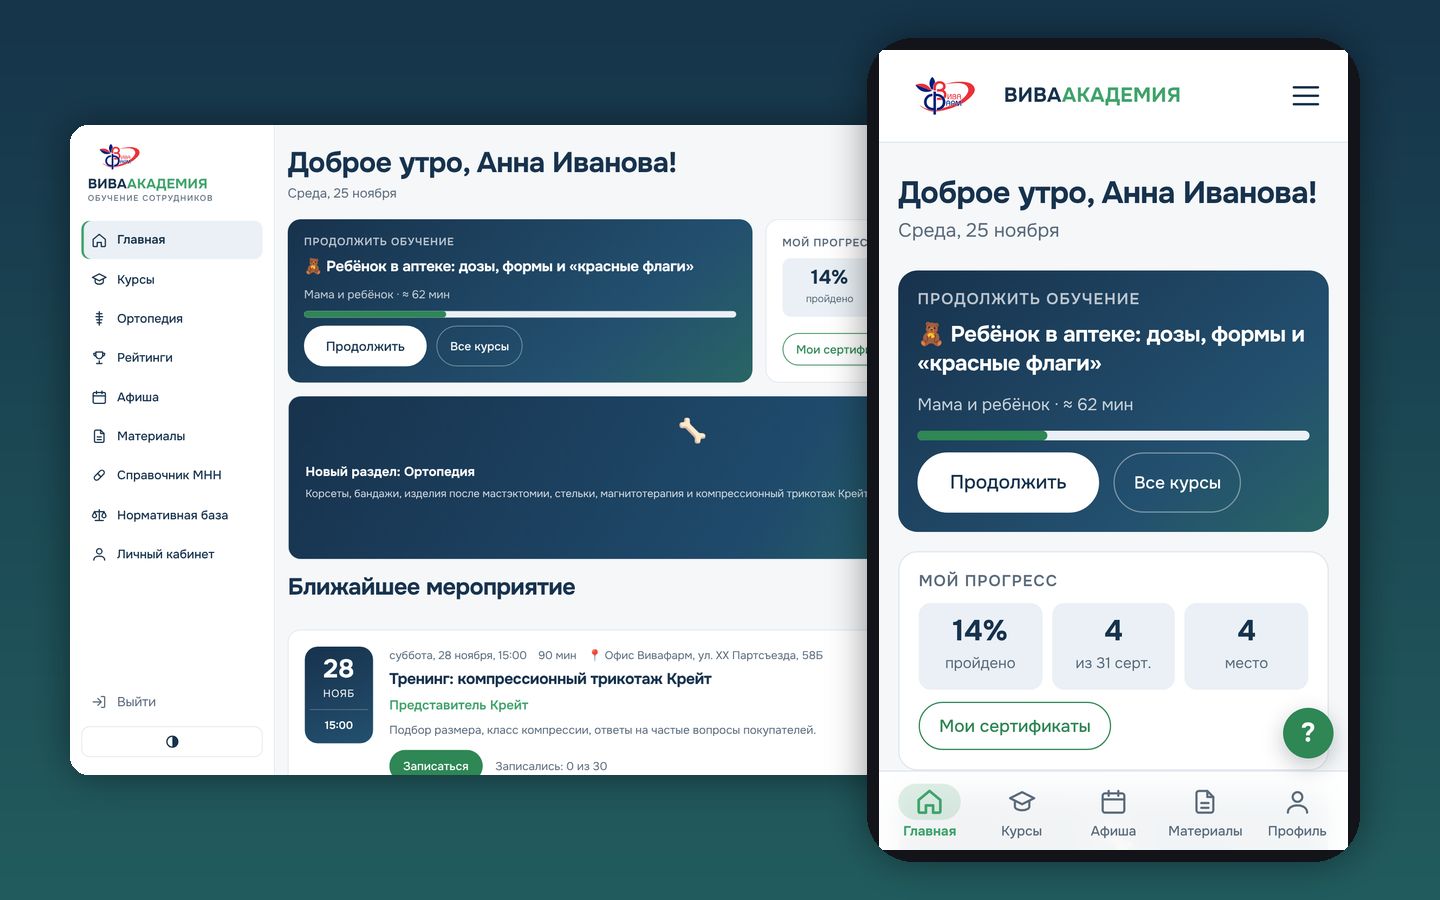 ВИВААКАДЕМИЯ
ОБУЧЕНИЕ СОТРУДНИКОВ
Главная
Курсы
Ортопедия
Рейтинги
Афиша
Материалы
Справочник МНН
Нормативная база
Личный кабинет
Выйти
Доброе утро, Анна Иванова!
Среда, 25 ноября
ПРОДОЛЖИТЬ ОБУЧЕНИЕ
Ребёнок в аптеке: дозы, формы и «красные флаги»
Мама и ребёнок · ≈ 62 мин
Продолжить
Все курсы
МОЙ ПРОГРЕС
14%
пройдено
Мои сертифи
Новый раздел: Ортопедия
Корсеты, бандажи, изделия после мастэктомии, стельки, магнитотерапия и компрессионный трикотаж Крейт
Ближайшее мероприятие
28
НОЯБ
15:00
суббота, 28 ноября, 15:00 90 мин Офис Вивафарм, ул. XX Партсъезда, 58Б
Тренинг: компрессионный трикотаж Крейт
Представитель Крейт
Подбор размера, класс компрессии, ответы на частые вопросы покупателей.
Записаться
Записались: 0 из 30
ВИВА
ФАРМ
ВИВААКАДЕМИЯ
Доброе утро, Анна Иванова!
Среда, 25 ноября
ПРОДОЛЖИТЬ ОБУЧЕНИЕ
Ребёнок в аптеке: дозы, формы и
«красные флаги»
Мама и ребёнок · ≈ 62 мин
Продолжить
Все курсы
МОЙ ПРОГРЕСС
14%
пройдено
4
из 31 серт.
4
место
Мои сертификаты
?
Главная
Курсы
Афиша
Материалы
Профиль